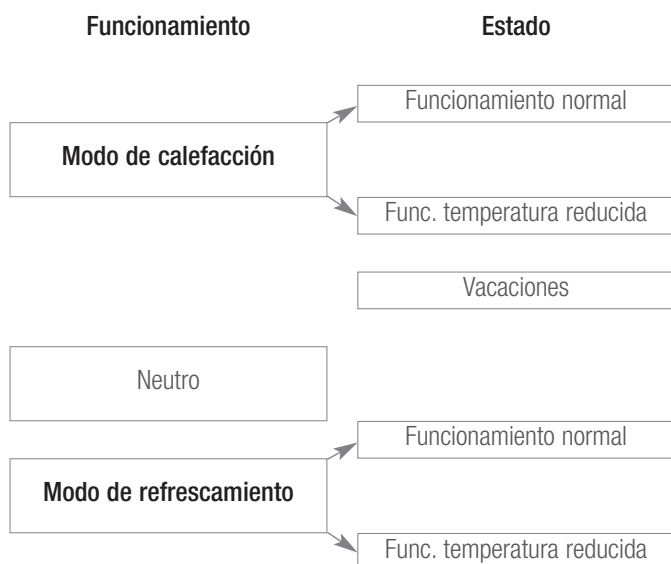 Funcionamiento Estado
Funcionamiento normal
Modo de calefacción
Func. temperatura reducida
Vacaciones
Neutro
Funcionamiento normal
Modo de refrescamiento
Func. temperatura reducida